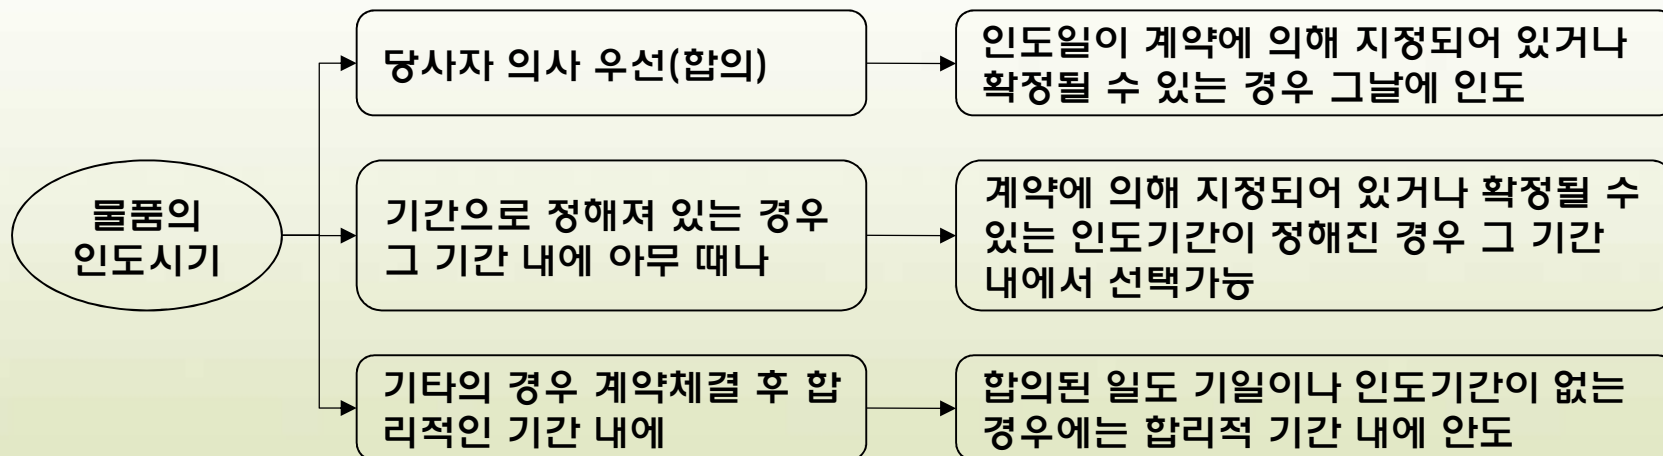 당사자 의사 우선(합의)
인도일이 계약에 의해 지정되어 있거나
확정될 수 있는 경우 그날에 인도
물품의
인도시기
기간으로 정해져 있는 경우
그 기간 내에 아무 때나
계약에 의해 지정되어 있거나 확정될 수
있는 인도기간이 정해진 경우 그 기간
내에서 선택가능
기타의 경우 계약체결 후 합
리적인 기간 내에
합의된 일도 기일이나 인도기간이 없는
경우에는 합리적 기간 내에 안도